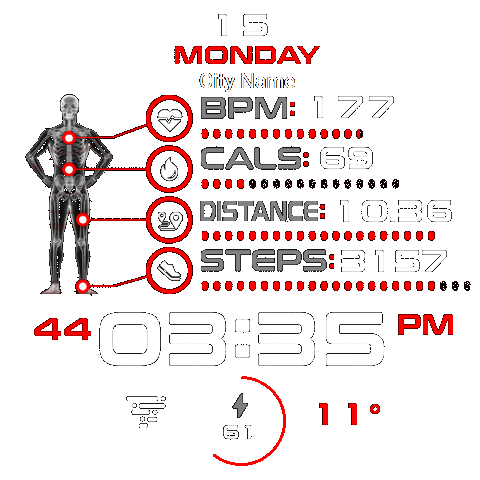 15
MONDAY
City Name
BPM: 177
CALS: 69
DISTANCE: 10.36
STEPS: 3157
44 03:35 PM
61
11°